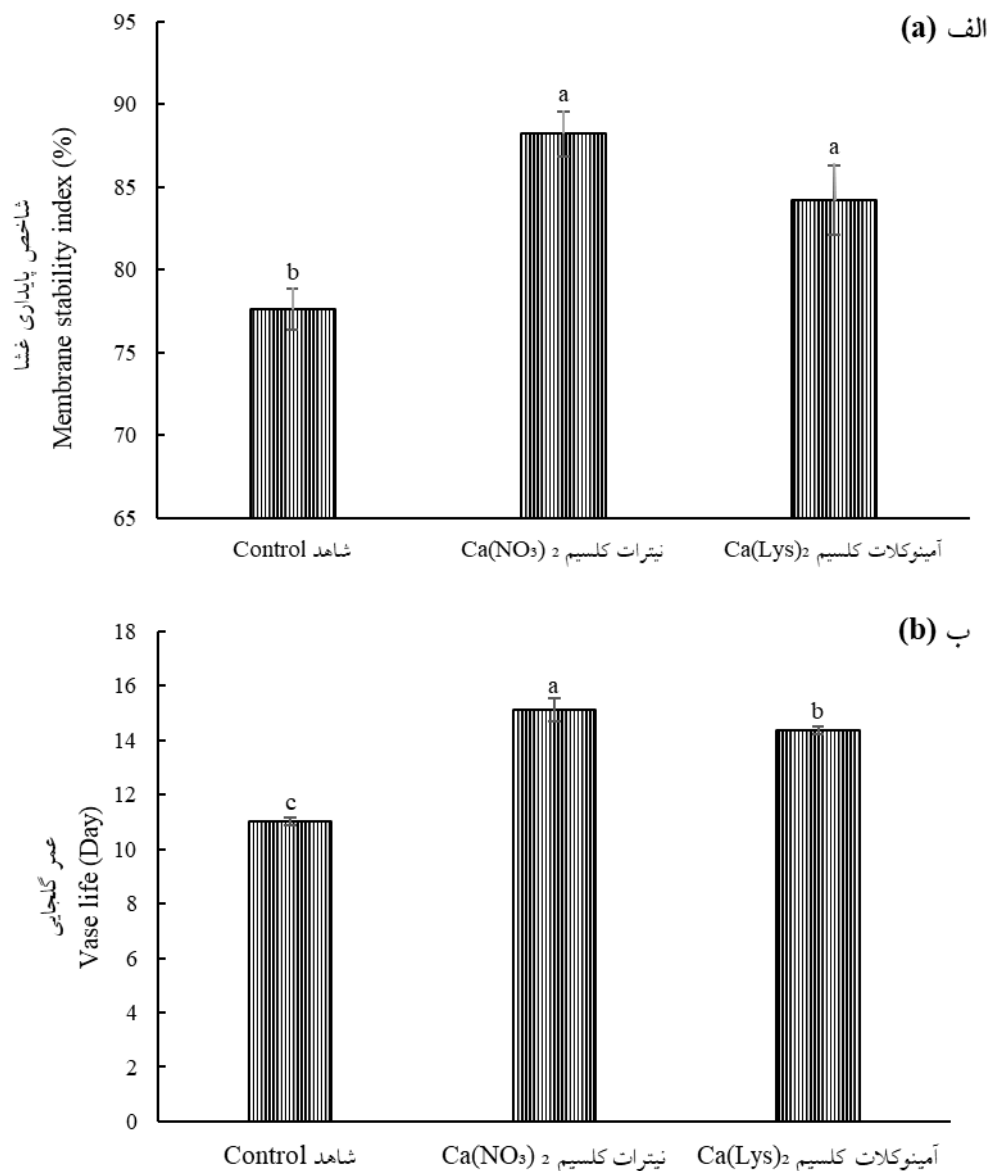 الف (a)
95
90
85
80
75
70
65
شاخص پایداری غشا
Membrane stability index (%)
b
a
a
شاهد Control
نیترات کلسیم Ca(NO₃) ₂
آمینوکلات کلسیم Ca(Lys)₂
ب (b)
18
16
14
12
10
8
6
4
2
0
عمر گلجایی
Vase life (Day)
c
a
b
شاهد Control
نیترات کلسیم Ca(NO₃) ₂
آمینوکلات کلسیم Ca(Lys)₂